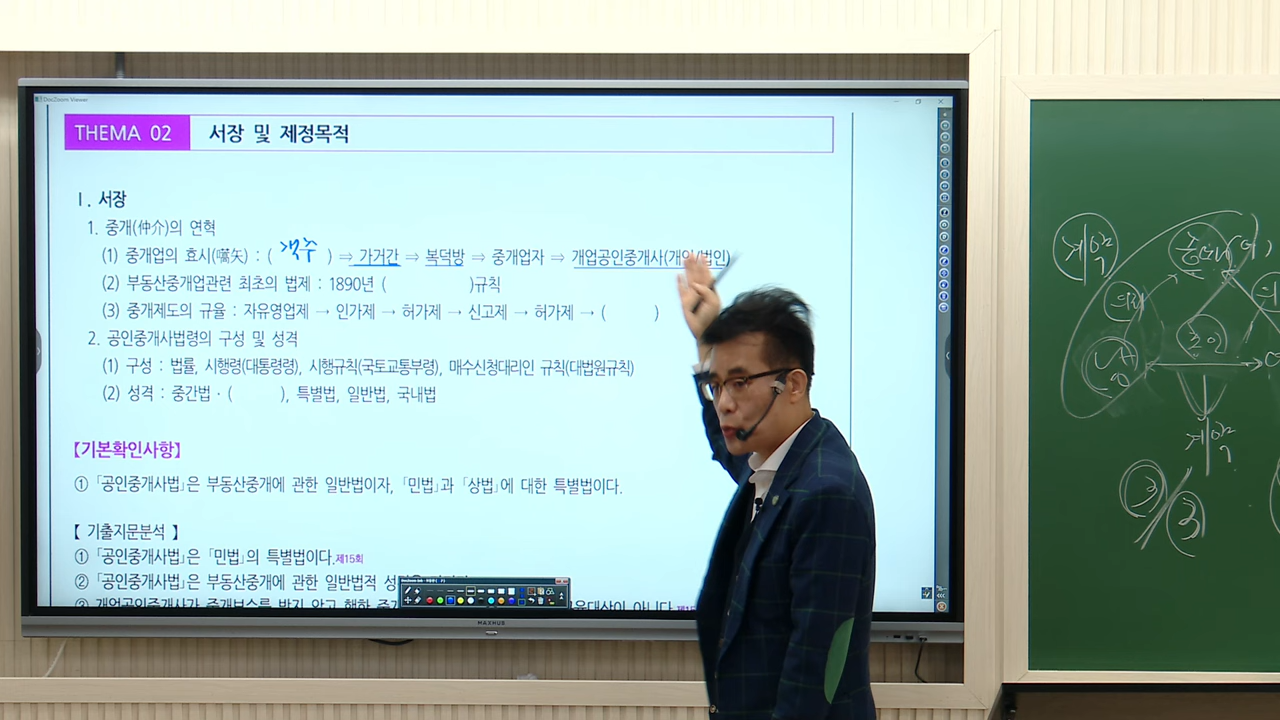 DocZoom Viewer
THEMA 02 서장 및 제정목적
Ⅰ. 서장
1. 중개(仲介)의 연혁
(1) 중개업의 효시(嚆矢) : ( 객주 ) ⇒ 가거간 ⇒ 복덕방 ⇒ 중개업자 ⇒ 개업공인중개사(개인/법인)
(2) 부동산중개업관련 최초의 법제 : 1890년 ( )규칙
(3) 중개제도의 규율 : 자유영업제 → 인가제 → 허가제 → 신고제 → 허가제 → ( )
2. 공인중개사법령의 구성 및 성격
(1) 구성 : 법률, 시행령(대통령령), 시행규칙(국토교통부령), 매수신청대리인 규칙(대법원규칙)
(2) 성격 : 중간법 · ( ), 특별법, 일반법, 국내법
【기본확인사항】
① 「공인중개사법」은 부동산중개에 관한 일반법이자, 「민법」과 「상법」에 대한 특별법이다.
【 기출지문분석 】
① 「공인중개사법」은 「민법」의 특별법이다. 제15회
② 「공인중개사법」은 부동산중개에 관한 일반법적 성
MAXHUB
계약
계약